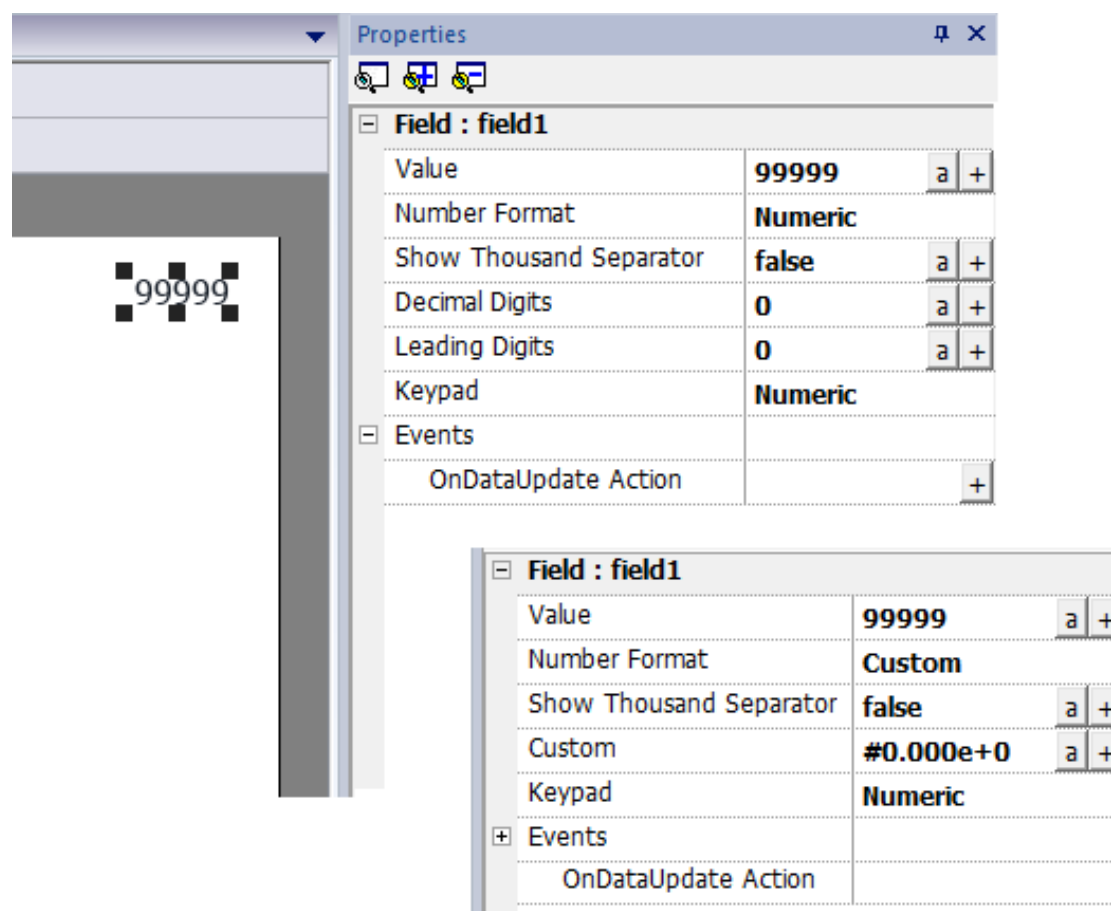 Properties
Field : field1
Value 99999 a +
Number Format Numeric
99999
Show Thousand Separator false a +
Decimal Digits 0 a +
Leading Digits 0 a +
Keypad Numeric
Events
OnDataUpdate Action +
Field : field1
Value 99999 a +
Number Format Custom
Show Thousand Separator false a +
Custom #0.000e+0 a +
Keypad Numeric
Events
OnDataUpdate Action